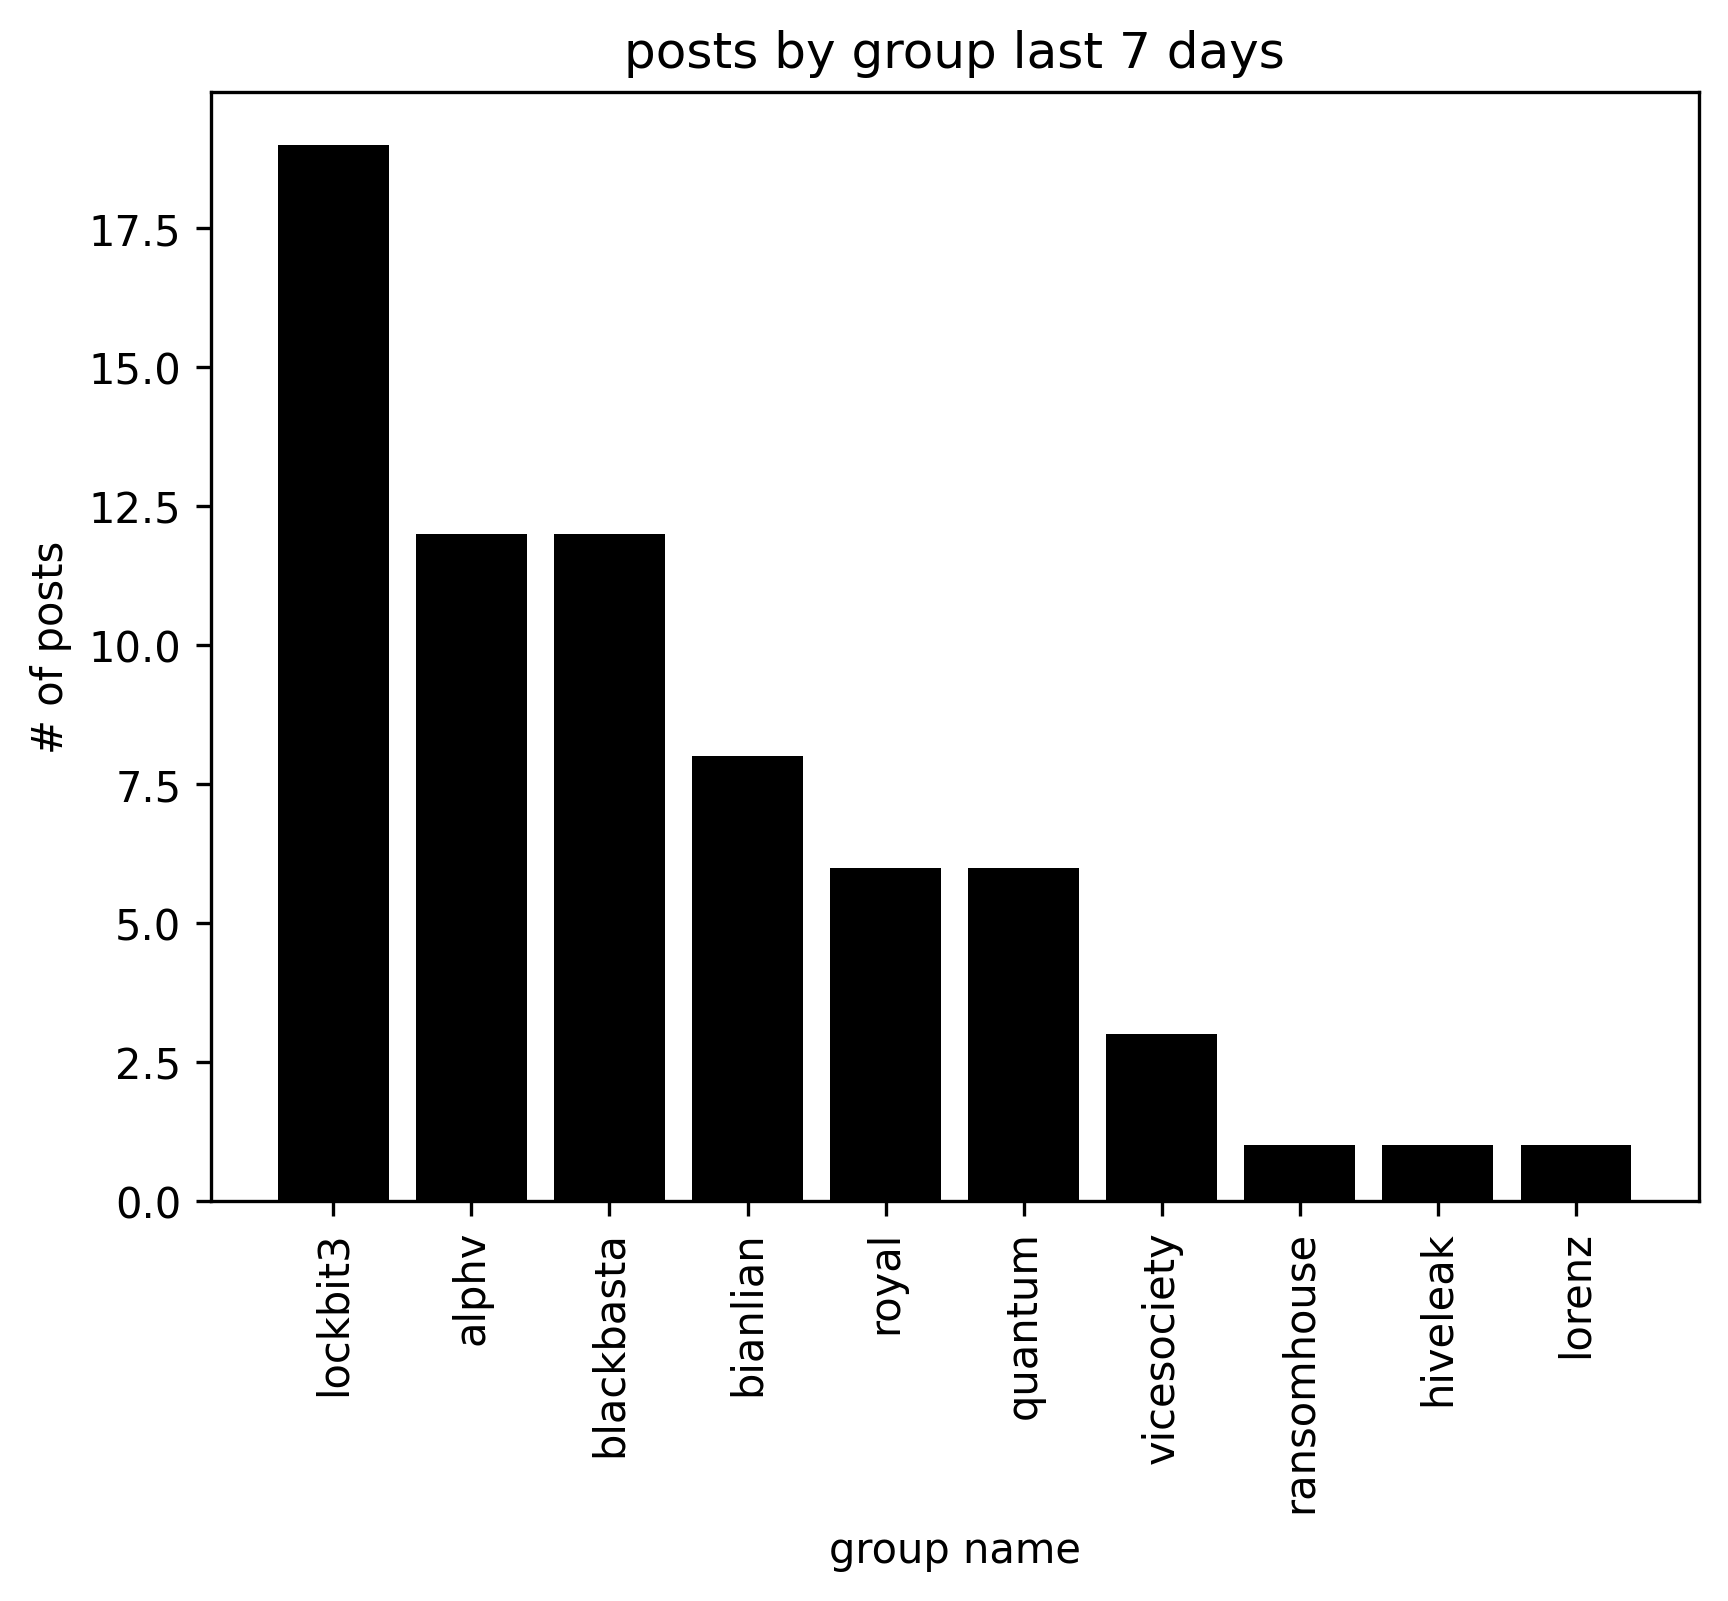 posts by group last 7 days
# of posts
17.5
15.0
12.5
10.0
7.5
5.0
2.5
0.0
lockbit3
alphv
blackbasta
bianlian
royal
quantum
vicesociety
ransomhouse
hiveleak
lorenz
group name